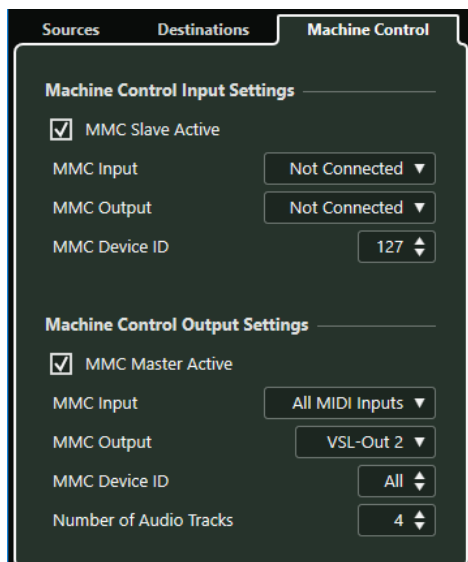 Sources Destinations Machine Control
Machine Control Input Settings
MMC Slave Active
MMC Input Not Connected
MMC Output Not Connected
MMC Device ID 127
Machine Control Output Settings
MMC Master Active
MMC Input All MIDI Inputs
MMC Output VSL-Out 2
MMC Device ID All
Number of Audio Tracks 4